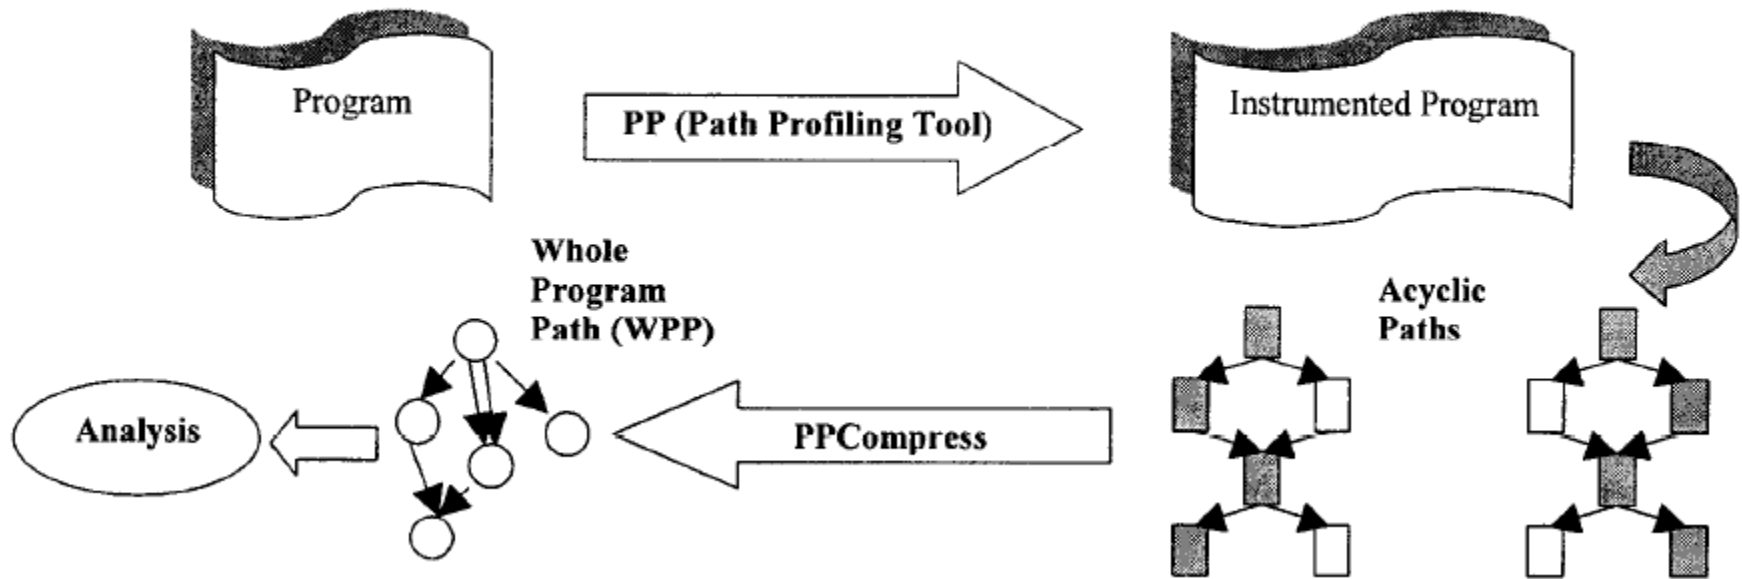 Program
PP (Path Profiling Tool)
Instrumented Program
Whole
Program
Path (WPP)
Acyclic
Paths
Analysis
PPCompress